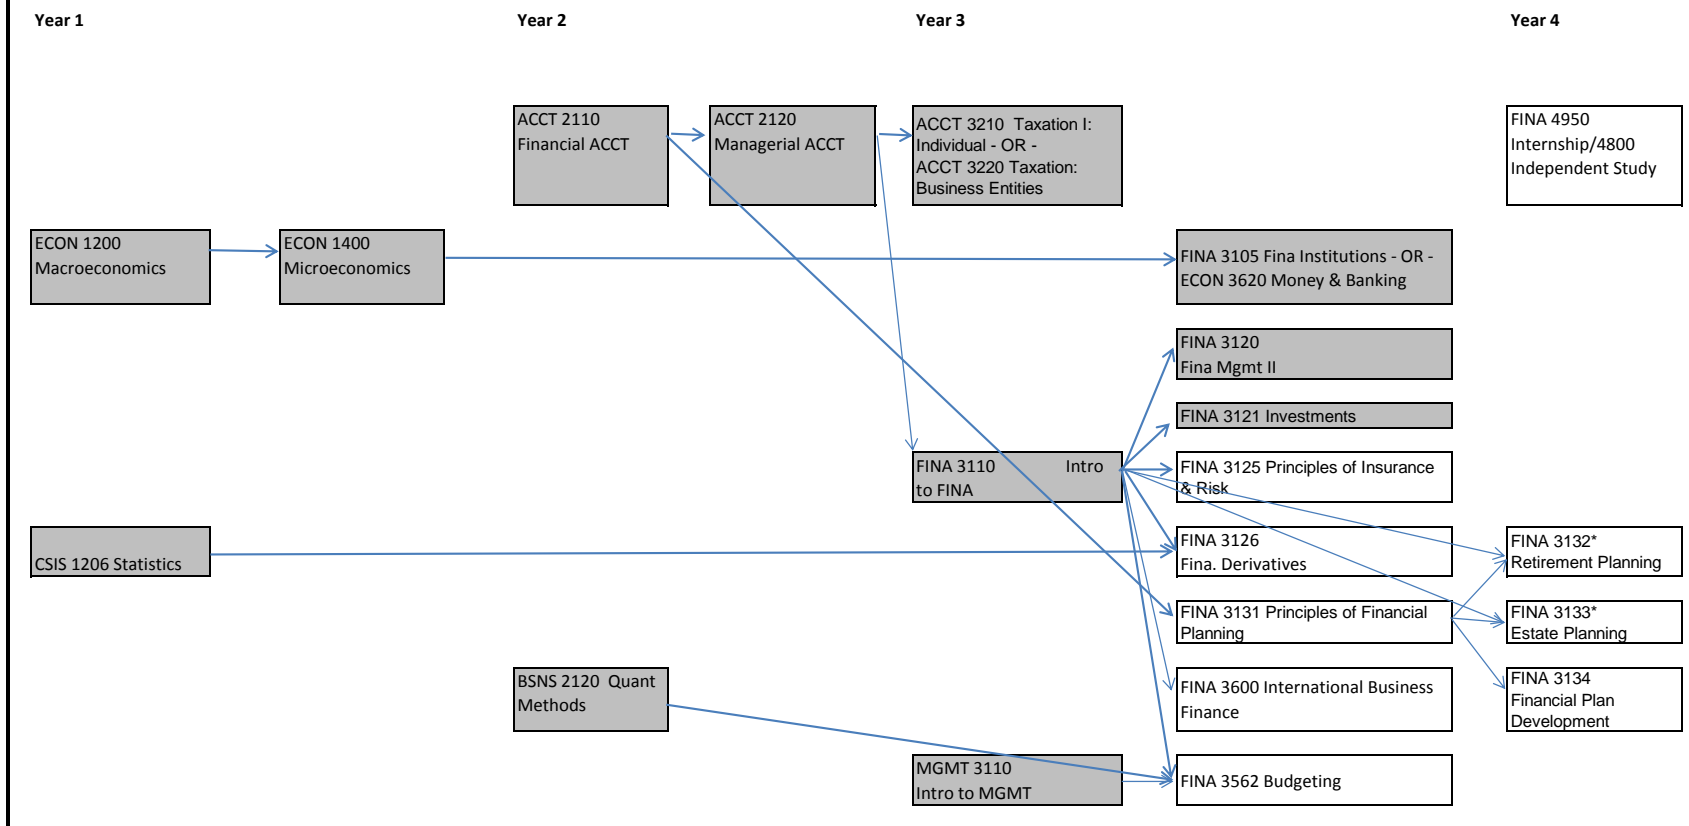 Year 1
Year 2
Year 3
Year 4
ACCT 2110
Financial ACCT
ACCT 2120
Managerial ACCT
ACCT 3210 Taxation I:
Individual - OR -
ACCT 3220 Taxation:
Business Entities
FINA 4950
Internship/4800
Independent Study
ECON 1200
Macroeconomics
ECON 1400
Microeconomics
FINA 3105 Fina Institutions - OR -
ECON 3620 Money & Banking
FINA 3120
Fina Mgmt II
FINA 3121 Investments
FINA 3110 Intro
to FINA
FINA 3125 Principles of Insurance
& Risk
CSIS 1206 Statistics
FINA 3126
Fina. Derivatives
FINA 3132*
Retirement Planning
FINA 3131 Principles of Financial
Planning
FINA 3133*
Estate Planning
BSNS 2120 Quant
Methods
FINA 3600 International Business
Finance
FINA 3134
Financial Plan
Development
MGMT 3110
Intro to MGMT
FINA 3562 Budgeting